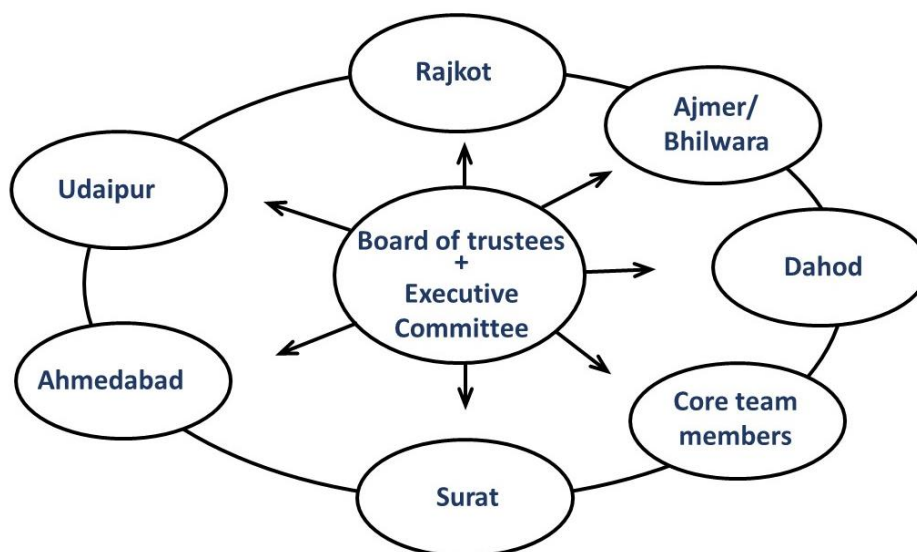 Rajkot
Ajmer/
Bhilwara
Udaipur
Board of trustees
+
Executive
Committee
Dahod
Ahmedabad
Core team
members
Surat